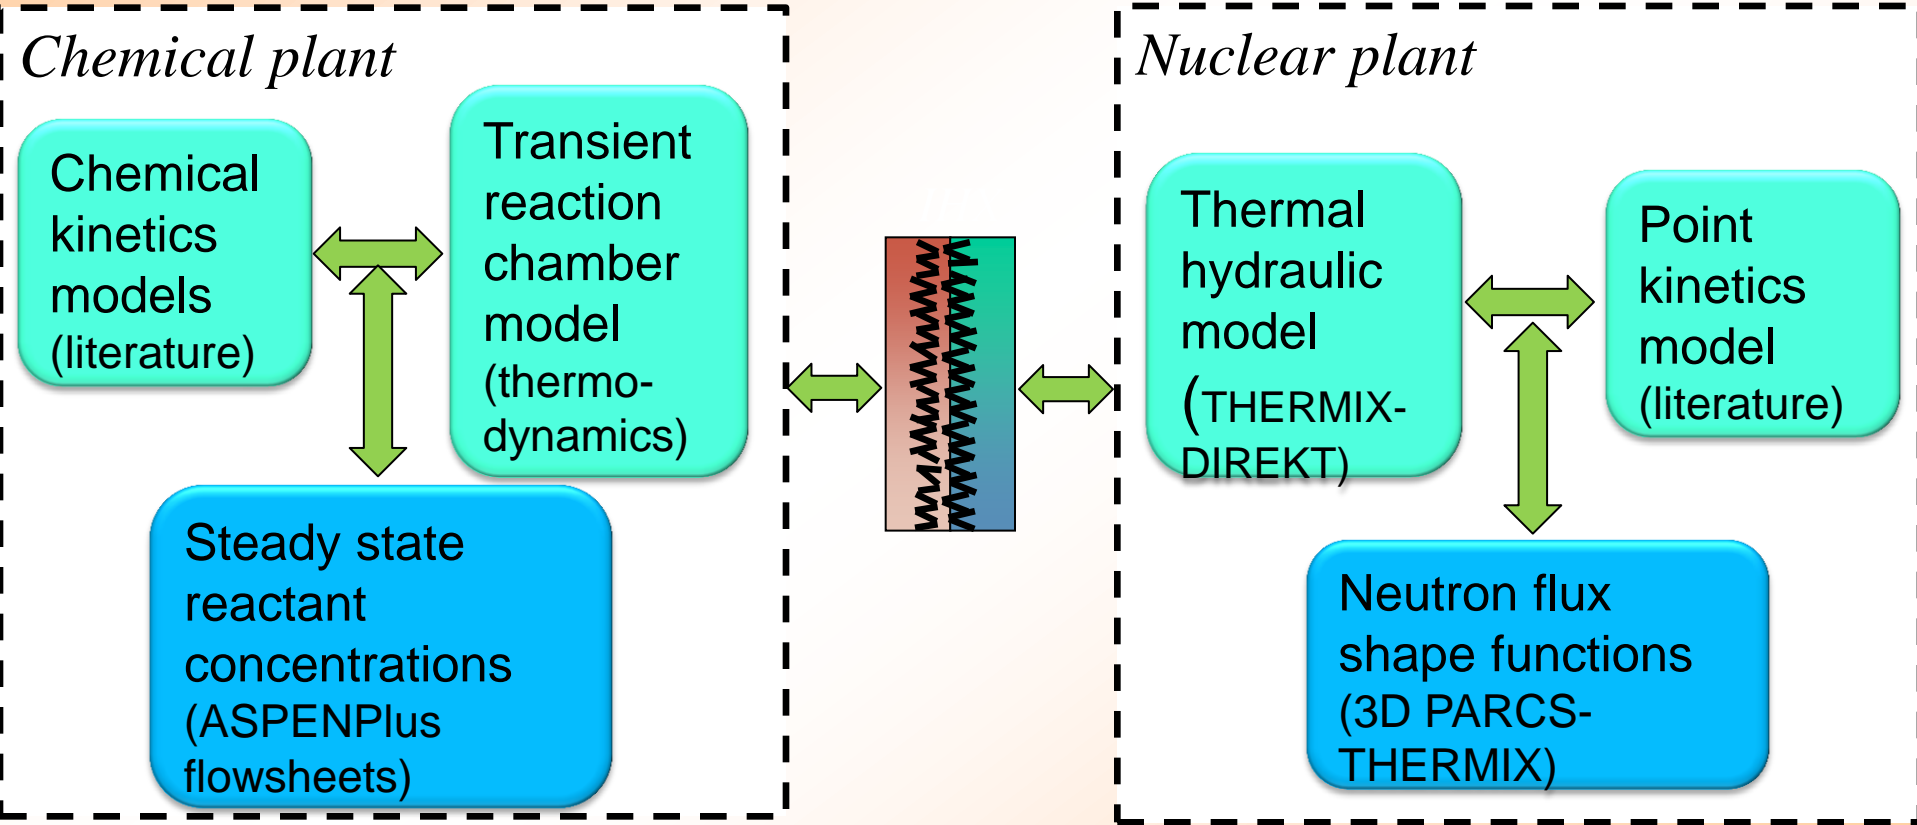 Chemical plant
Chemical
kinetics
models
(literature)
Transient
reaction
chamber
model
(thermo-
dynamics)
Steady state
reactant
concentrations
(ASPENPlus
flowsheets)
Nuclear plant
Thermal
hydraulic
model
(THERMIX-
DIREKT)
Point
kinetics
model
(literature)
Neutron flux
shape functions
(3D PARCS-
THERMIX)